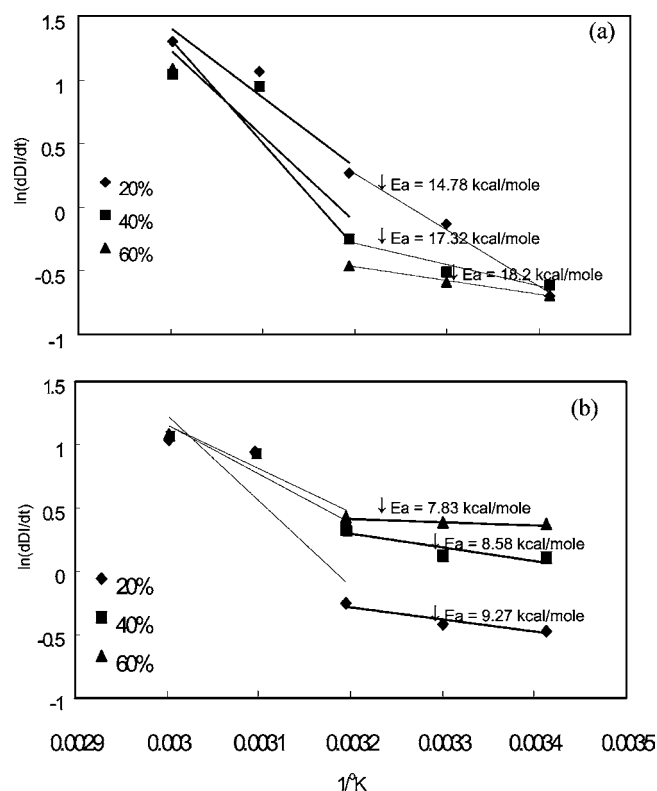 (a)
1.5
1
0.5
0
-0.5
-1
ln(dDI/dt)
20%
40%
60%
↓ Ea = 14.78 kcal/mole
↓ Ea = 17.32 kcal/mole
↓ Ea = 18.2 kcal/mole
(b)
1.5
1
0.5
0
-0.5
-1
ln(dDI/dt)
20%
40%
60%
↓ Ea = 7.83 kcal/mole
↓ Ea = 8.58 kcal/mole
↓ Ea = 9.27 kcal/mole
0.0029 0.003 0.0031 0.0032 0.0033 0.0034 0.0035
1/°K